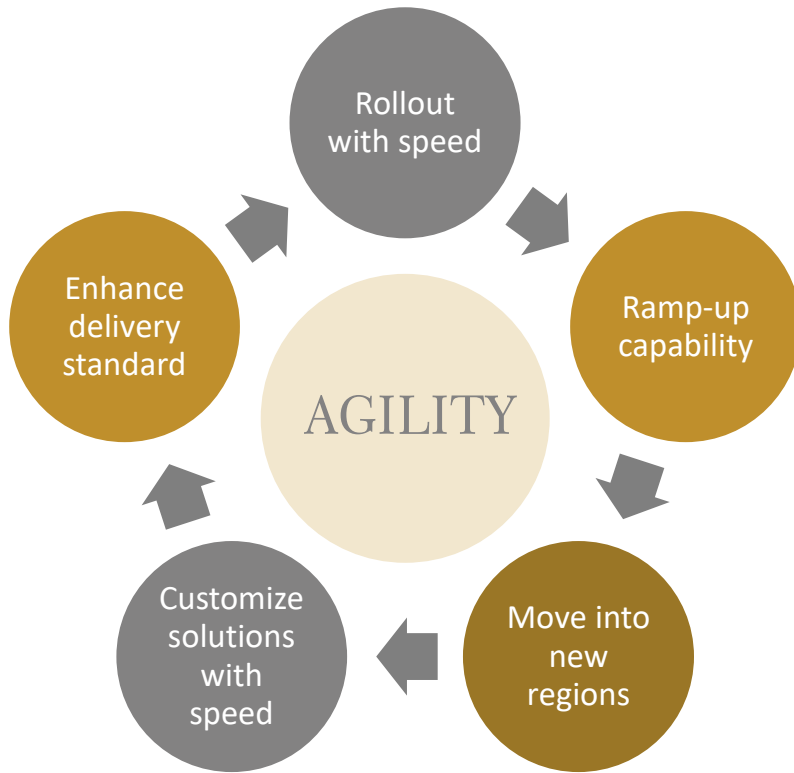 Rollout
with speed
Ramp-up
capability
Move into
new
regions
Customize
solutions
with
speed
Enhance
delivery
standard
AGILITY